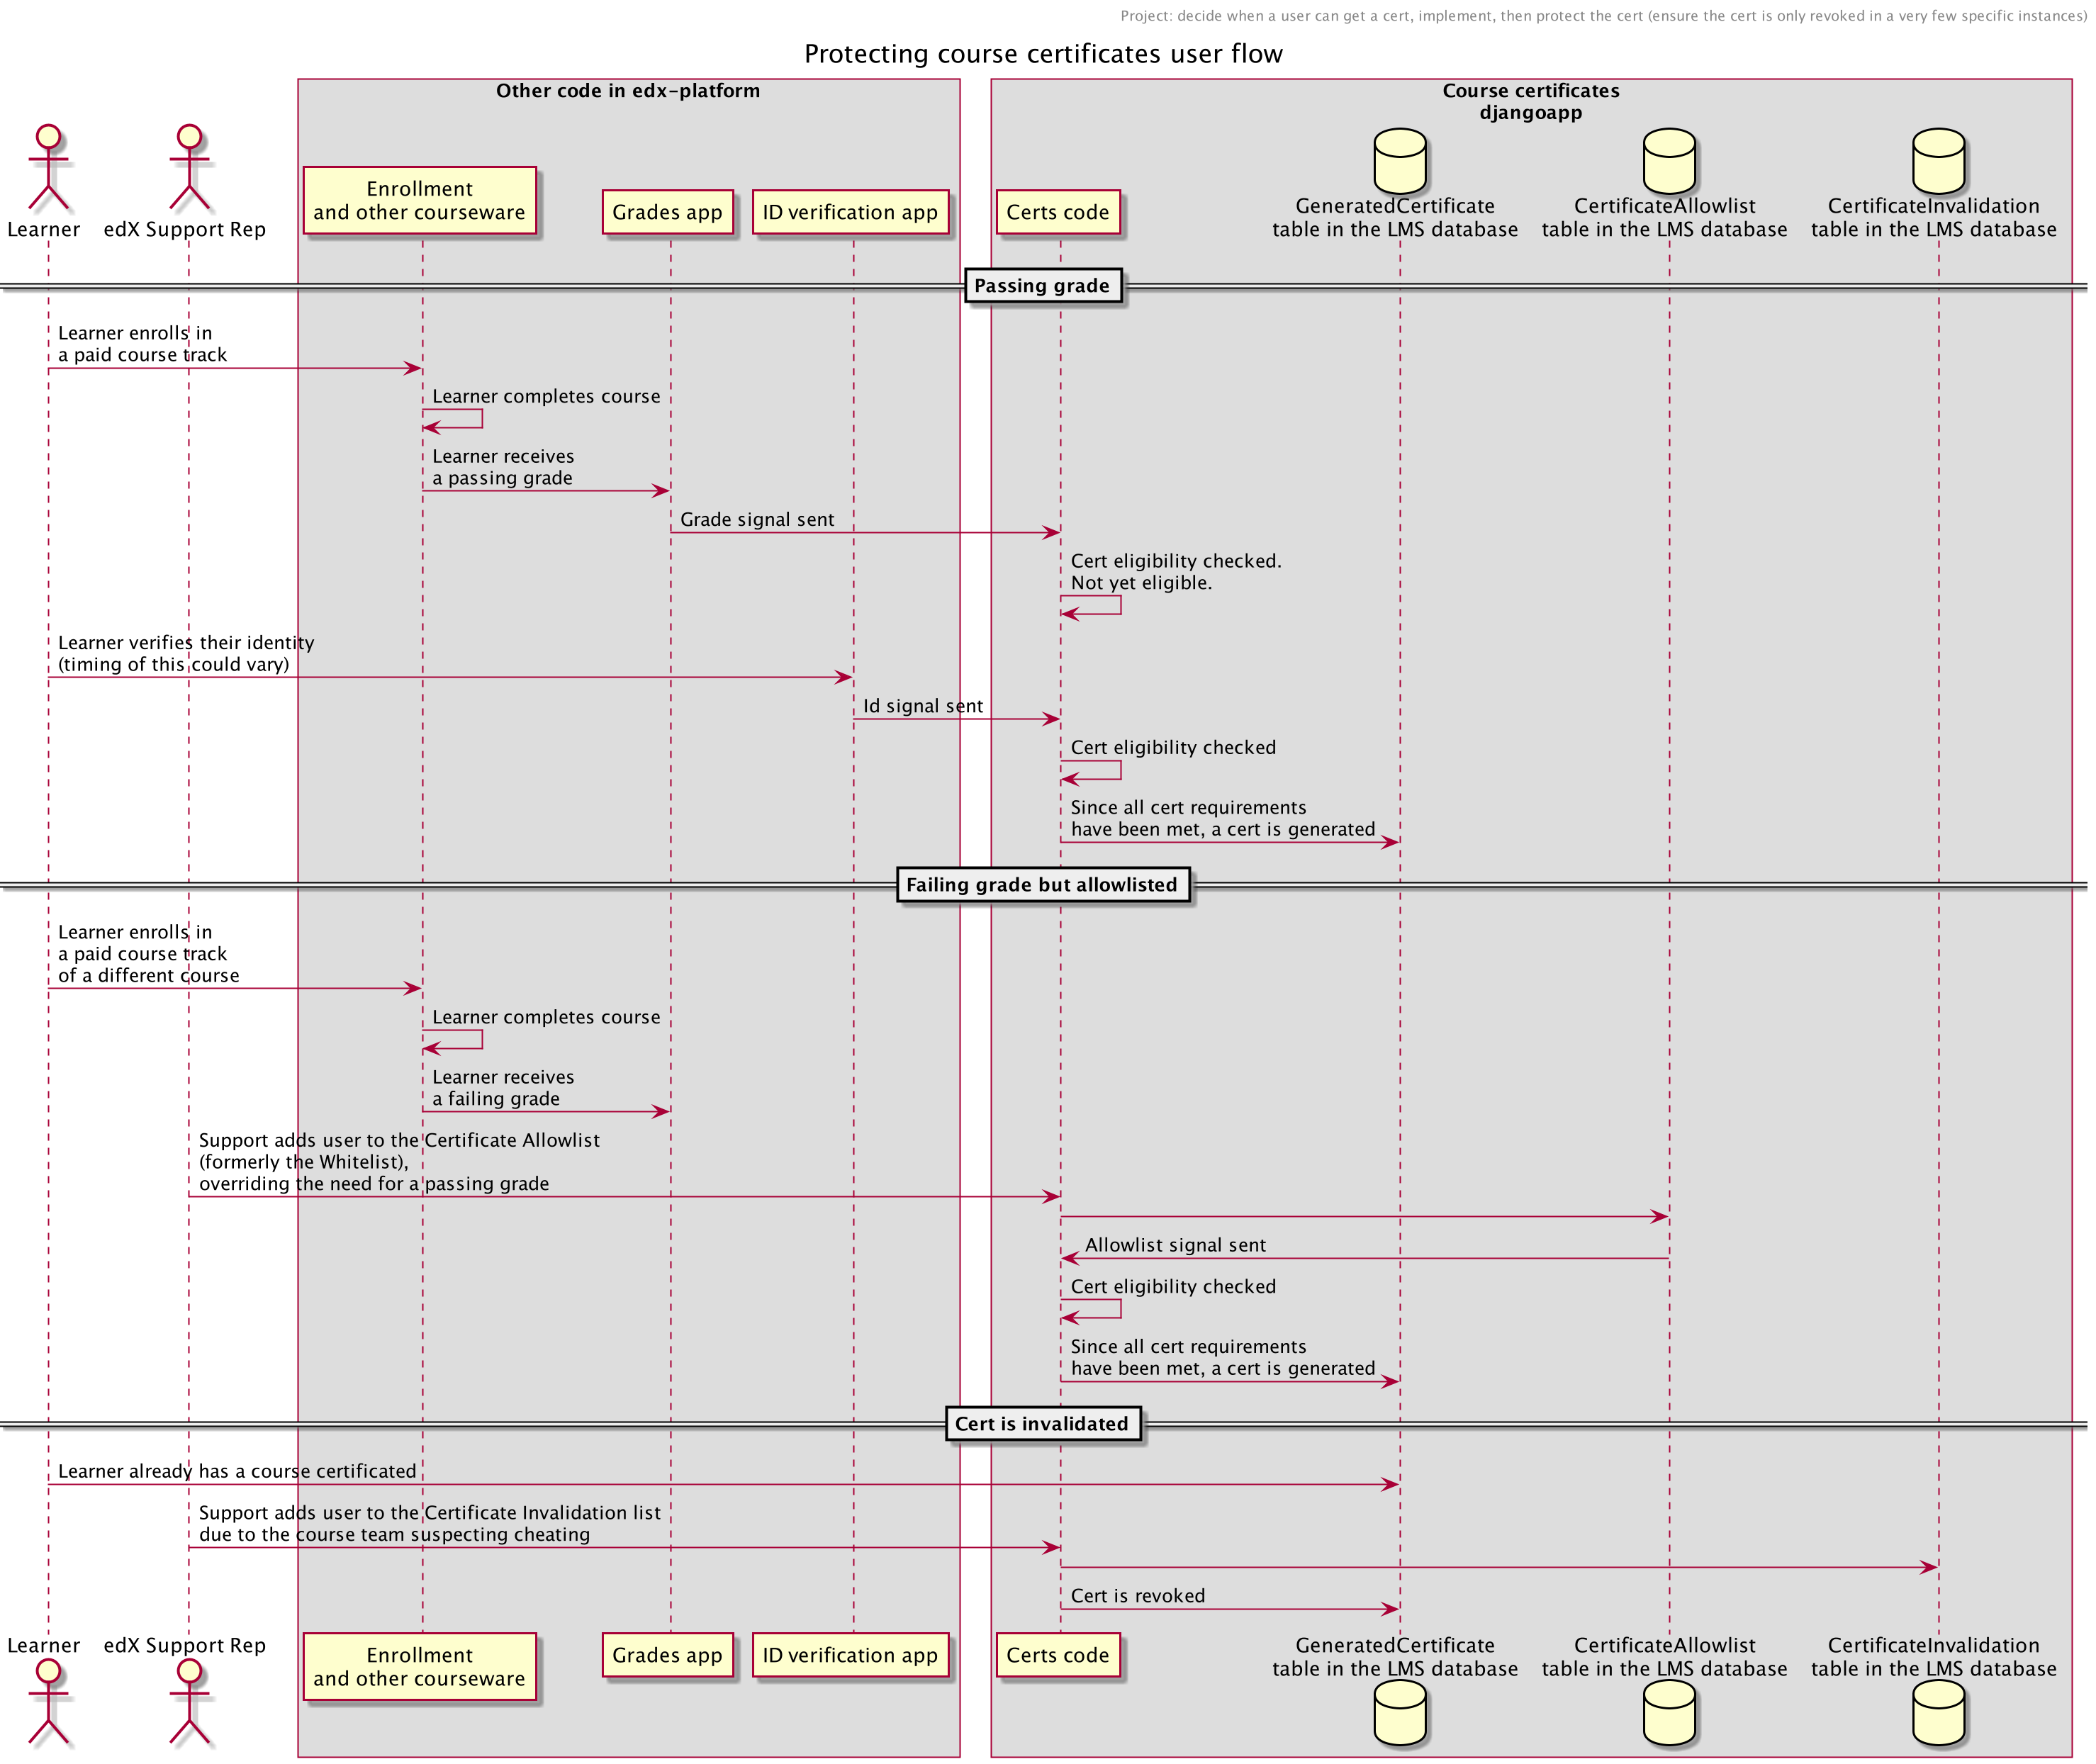 Project: decide when a user can get a cert, implement, then protect the cert (ensure the cert is only revoked in a very few specific instances)
Protecting course certificates user flow
Other code in edx-platform
Course certificates
djangoapp
Learner
edX Support Rep
Enrollment
and other courseware
Grades app
ID verification app
Certs code
GeneratedCertificate
table in the LMS database
CertificateAllowlist
table in the LMS database
CertificateInvalidation
table in the LMS database
Passing grade
Learner enrolls in
a paid course track
Learner completes course
Learner receives
a passing grade
Grade signal sent
Cert eligibility checked.
Not yet eligible.
Learner verifies their identity
(timing of this could vary)
Id signal sent
Cert eligibility checked
Since all cert requirements
have been met, a cert is generated
Failing grade but allowlisted
Learner enrolls in
a paid course track
of a different course
Learner completes course
Learner receives
a failing grade
Support adds user to the Certificate Allowlist
(formerly the Whitelist),
overriding the need for a passing grade
Allowlist signal sent
Cert eligibility checked
Since all cert requirements
have been met, a cert is generated
Cert is invalidated
Learner already has a course certificated
Support adds user to the Certificate Invalidation list
due to the course team suspecting cheating
Cert is revoked
Learner
edX Support Rep
Enrollment
and other courseware
Grades app
ID verification app
Certs code
GeneratedCertificate
table in the LMS database
CertificateAllowlist
table in the LMS database
CertificateInvalidation
table in the LMS database